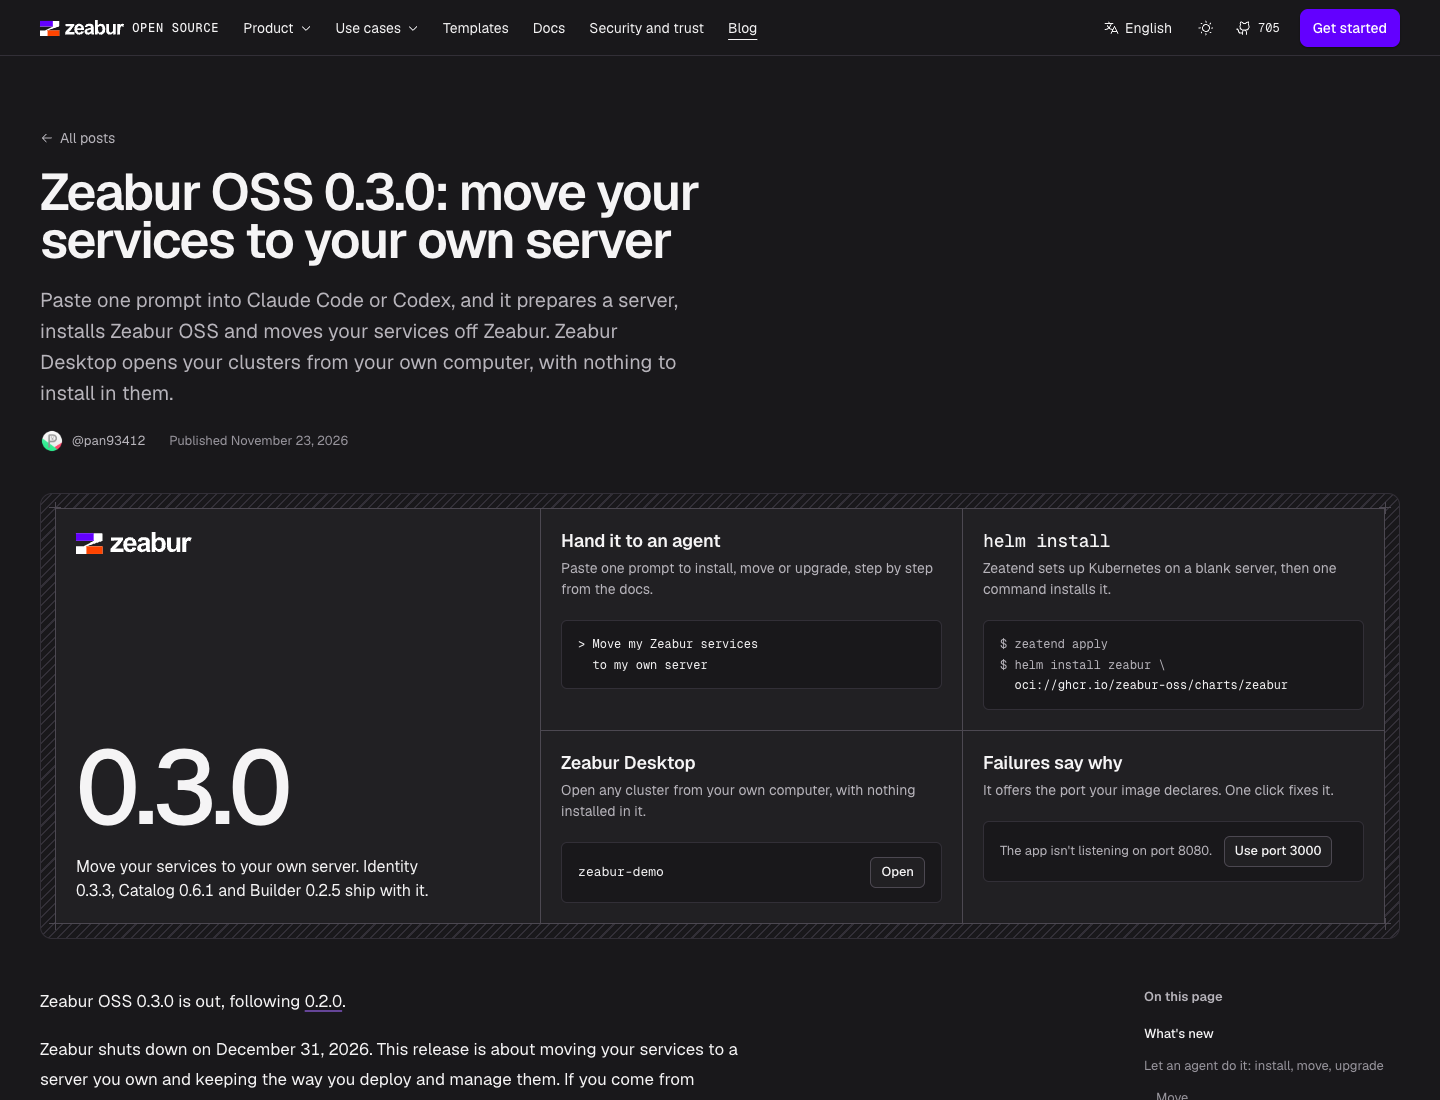 zeabur OPEN SOURCE Product Use cases Templates Docs Security and trust Blog English 705 Get started
← All posts
Zeabur OSS 0.3.0: move your
services to your own server
Paste one prompt into Claude Code or Codex, and it prepares a server,
installs Zeabur OSS and moves your services off Zeabur. Zeabur
Desktop opens your clusters from your own computer, with nothing to
install in them.
@pan93412 Published November 23, 2026
zeabur
0.3.0
Move your services to your own server. Identity
0.3.3, Catalog 0.6.1 and Builder 0.2.5 ship with it.
Hand it to an agent
Paste one prompt to install, move or upgrade, step by step
from the docs.
> Move my Zeabur services
to my own server
helm install
Zeatend sets up Kubernetes on a blank server, then one
command installs it.
$ zeatend apply
$ helm install zeabur \
oci://ghcr.io/zeabur-oss/charts/zeabur
Zeabur Desktop
Open any cluster from your own computer, with nothing
installed in it.
zeabur-demo Open
Failures say why
It offers the port your image declares. One click fixes it.
The app isn't listening on port 8080. Use port 3000
Zeabur OSS 0.3.0 is out, following 0.2.0.
Zeabur shuts down on December 31, 2026. This release is about moving your services to a
server you own and keeping the way you deploy and manage them. If you come from
On this page
What's new
Let an agent do it: install, move, upgrade
Move